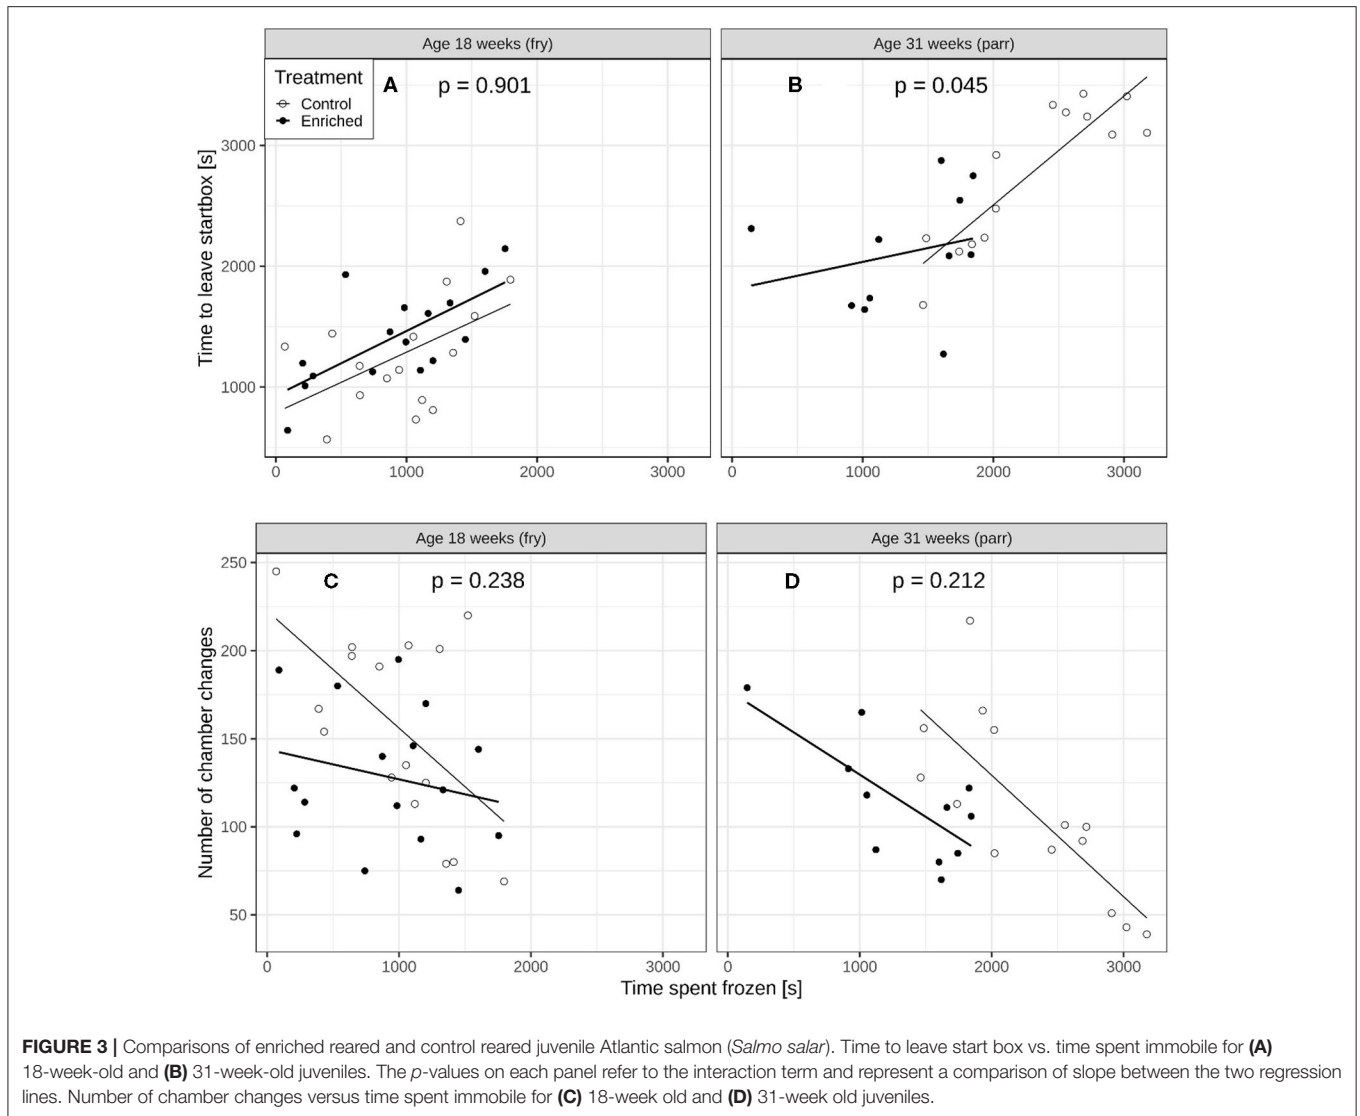 Age 18 weeks (fry)
Age 31 weeks (parr)
Treatment
Control
Enriched
A
p = 0.901
B
p = 0.045
Time to leave startbox [s]
3000
2000
1000
0
1000
2000
3000
0
1000
2000
3000
Age 18 weeks (fry)
Age 31 weeks (parr)
C
p = 0.238
D
p = 0.212
Number of chamber changes
250
200
150
100
50
0
1000
2000
3000
0
1000
2000
3000
Time spent frozen [s]
FIGURE 3 | Comparisons of enriched reared and control reared juvenile Atlantic salmon (Salmo salar). Time to leave start box vs. time spent immobile for (A)
18-week-old and (B) 31-week-old juveniles. The p-values on each panel refer to the interaction term and represent a comparison of slope between the two regression
lines. Number of chamber changes versus time spent immobile for (C) 18-week old and (D) 31-week old juveniles.